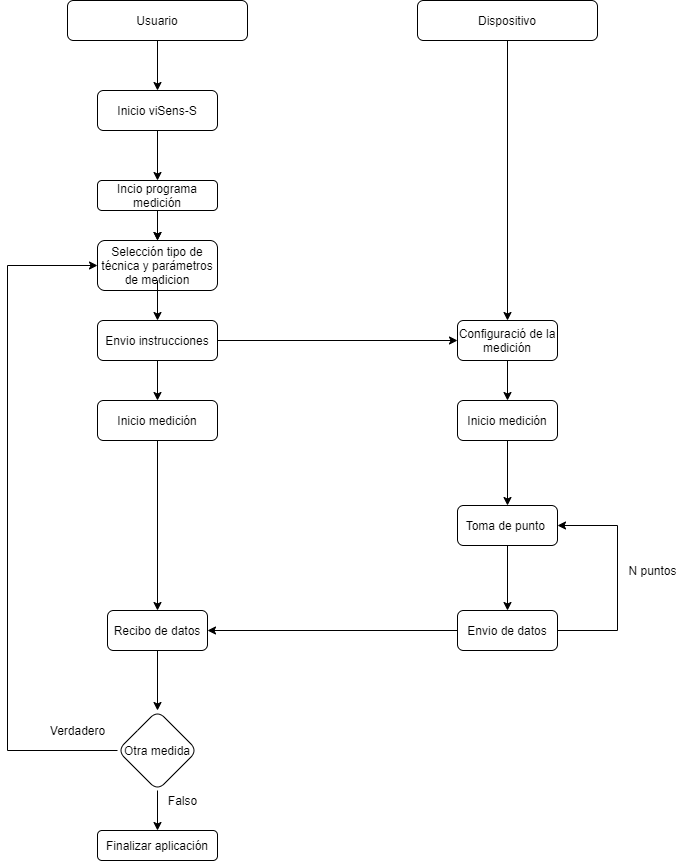 Usuario
Dispositivo
Inicio viSens-S
Incio programa
medición
Selección tipo de
técnica y parámetros
de medicion
Envio instrucciones
Configuració de la
medición
Inicio medición
Inicio medición
Toma de punto
N puntos
Recibo de datos
Envio de datos
Verdadero
Otra medida
Falso
Finalizar aplicación